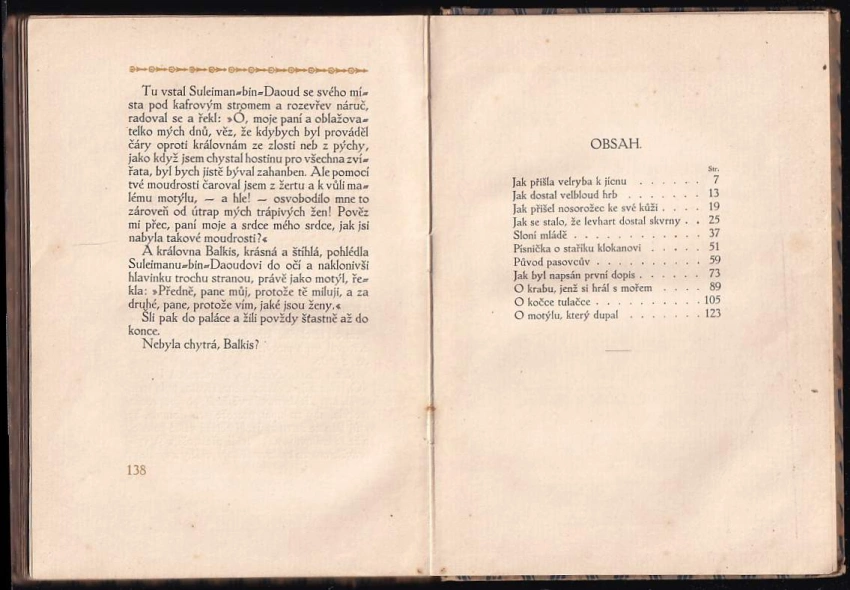 Tu vstal Suleiman=bin=Daoud se svého mí=
sta pod kafrovým stromem a rozevřev náruč,
radoval se a řekl: »Ó, moje paní a oblažova=
telko mých dnů, věz, že kdybych byl prováděl
čáry oproti královnám ze zlosti neb z pýchy,
jako když jsem chystal hostinu pro všechna zví=
řata, byl bych jistě býval zahanben. Ale pomocí
tvé moudrosti čaroval jsem z žertu a k vůli ma=
lému motýlu, — a hle! — osvobodilo mne to
zároveň od útrap mých trápivých žen! Pověz
mi přec, paní moje a srdce mého srdce, jak jsi
nabyla takové moudrosti?«
A královna Balkis, krásná a štíhlá, pohlédla
Suleimanu=bin=Daoudovi do očí a naklonivši
hlavinku trochu stranou, právě jako motýl, ře=
kla: »Předně, pane můj, protože tě miluji, a za
druhé, pane, protože vím, jaké jsou ženy.«
Šli pak do paláce a žili povždy šťastně až do
konce.
Nebyla chytrá, Balkis?
138
OBSAH.
Str.
Jak přišla velryba k jícnu . . . . . . 7
Jak dostal velbloud hrb . . . . . . . 13
Jak přišel nosorožec ke své kůži . . . . 19
Jak se stalo, že levhart dostal skvrny . . 25
Sloní mládě . . . . . . . . . . . 37
Písnička o stařiku klokanovi . . . . . 51
Původ pasovcův . . . . . . . . . 59
Jak byl napsán první dopis . . . . . . 73
O krabu, jenž si hrál s mořem . . . . 89
O kočce tulačce . . . . . . . . . . 105
O motýlu, který dupal . . . . . . . 123